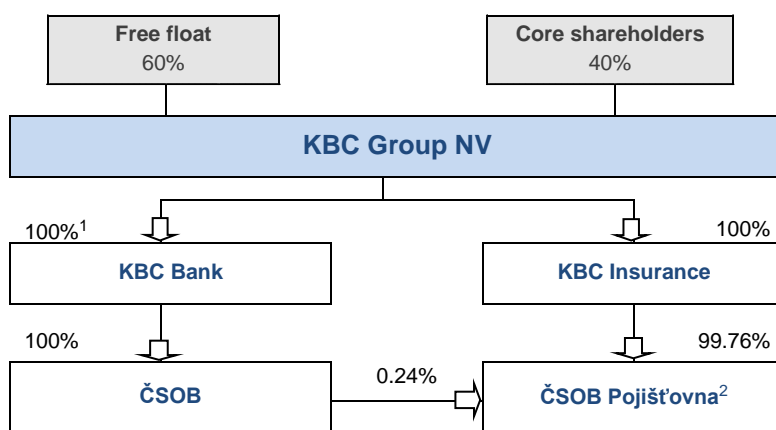 Free float
60%
Core shareholders
40%
KBC Group NV
100%¹
100%
KBC Bank
KBC Insurance
100%
99.76%
0.24%
ČSOB
ČSOB Pojišťovna²